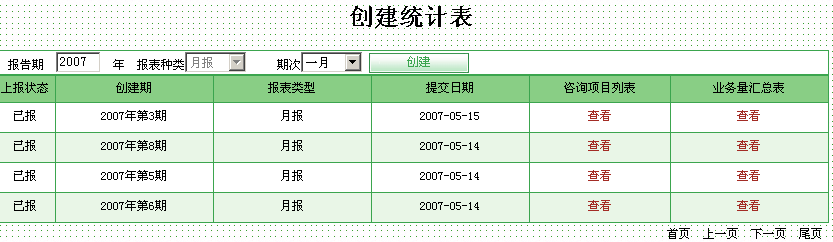 创建统计表
报告期 2007 年 报表种类 月报 期次 一月 创建
上报状态 创建期 报表类型 提交日期 咨询项目列表 业务量汇总表
已报 2007年第3期 月报 2007-05-15 查看 查看
已报 2007年第8期 月报 2007-05-14 查看 查看
已报 2007年第5期 月报 2007-05-14 查看 查看
已报 2007年第6期 月报 2007-05-14 查看 查看
首页 上一页 下一页 尾页